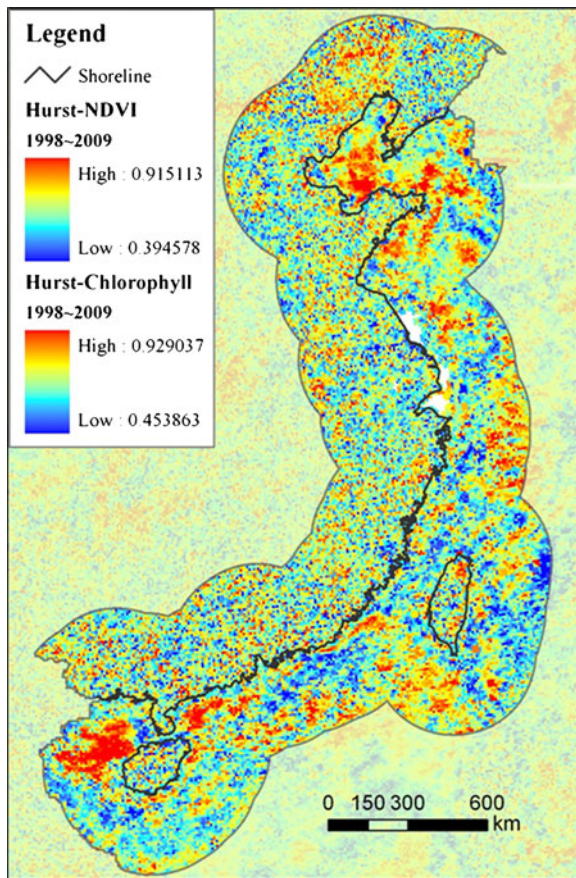 Legend
Shoreline
Hurst-NDVI
1998~2009
High : 0.915113
Low : 0.394578
Hurst-Chlorophyll
1998~2009
High : 0.929037
Low : 0.453863
0 150 300 600
km